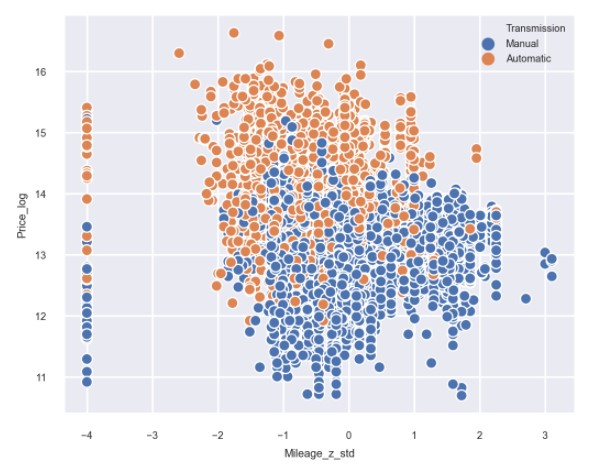 Transmission
Manual
Automatic
16
15
14
13
12
11
Price_log
−4 −3 −2 −1 0 1 2 3
Mileage_z_std